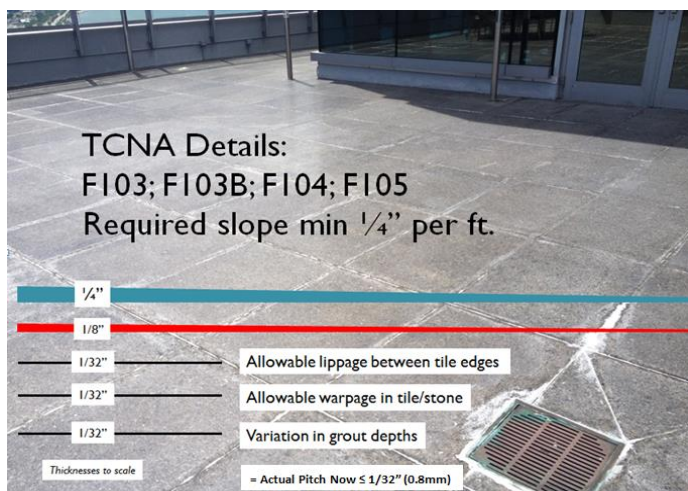 TCNA Details:
F103; F103B; F104; F105
Required slope min ¼” per ft.
¼”
1/8”
1/32” Allowable lippage between tile edges
1/32” Allowable warpage in tile/stone
1/32” Variation in grout depths
Thicknesses to scale
= Actual Pitch Now ≤ 1/32” (0.8mm)